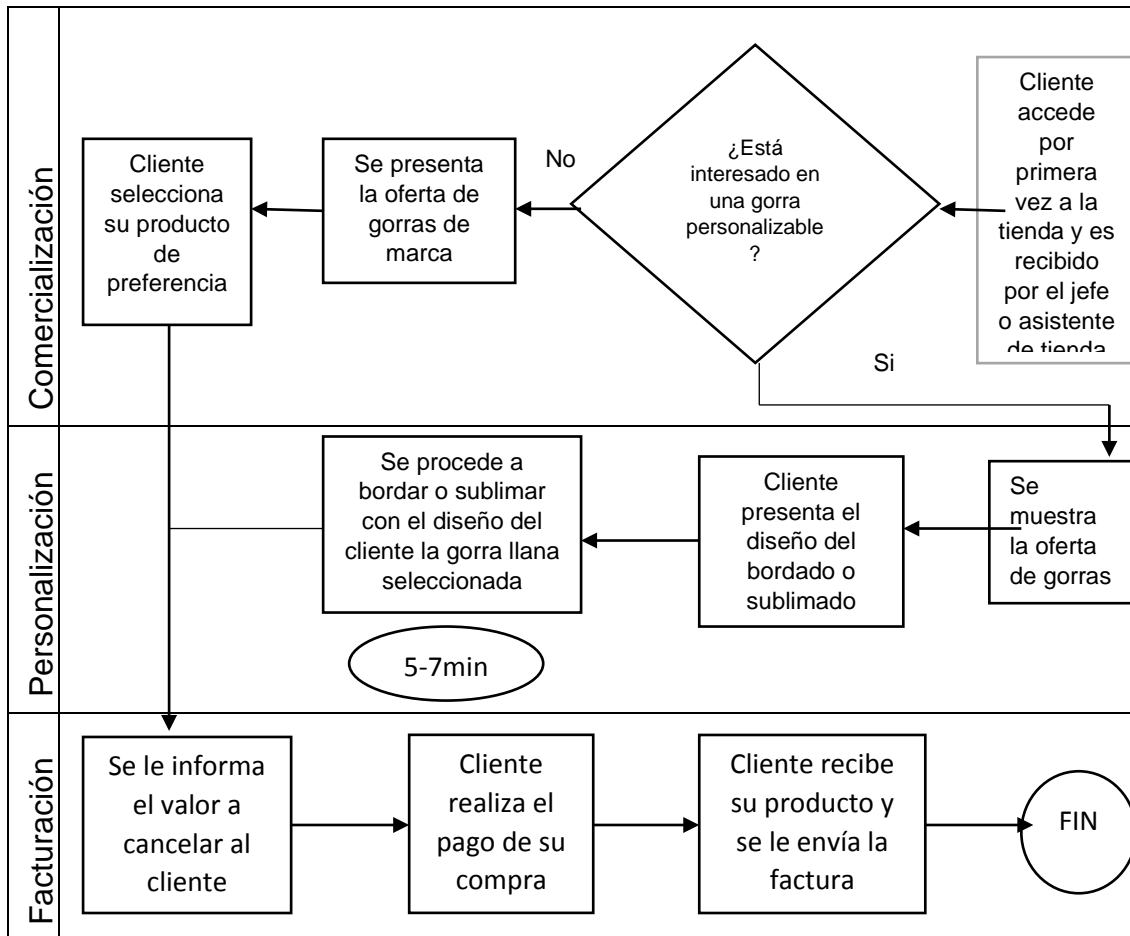 Comercialización
Cliente
selecciona
su producto
de
preferencia
Se presenta
la oferta de
gorras de
marca
No
¿Está
interesado en
una gorra
personalizable
?
Si
Cliente
accede
por
primera
vez a la
tienda y es
recibido
por el jefe
o asistente
de tienda
Personalización
Se procede a
bordar o sublimar
con el diseño del
cliente la gorra llana
seleccionada
5-7min
Cliente
presenta el
diseño del
bordado o
sublimado
Se
muestra
la oferta
de gorras
Facturación
Se le informa
el valor a
cancelar al
cliente
Cliente
realiza el
pago de su
compra
Cliente recibe
su producto y
se le envía la
factura
FIN